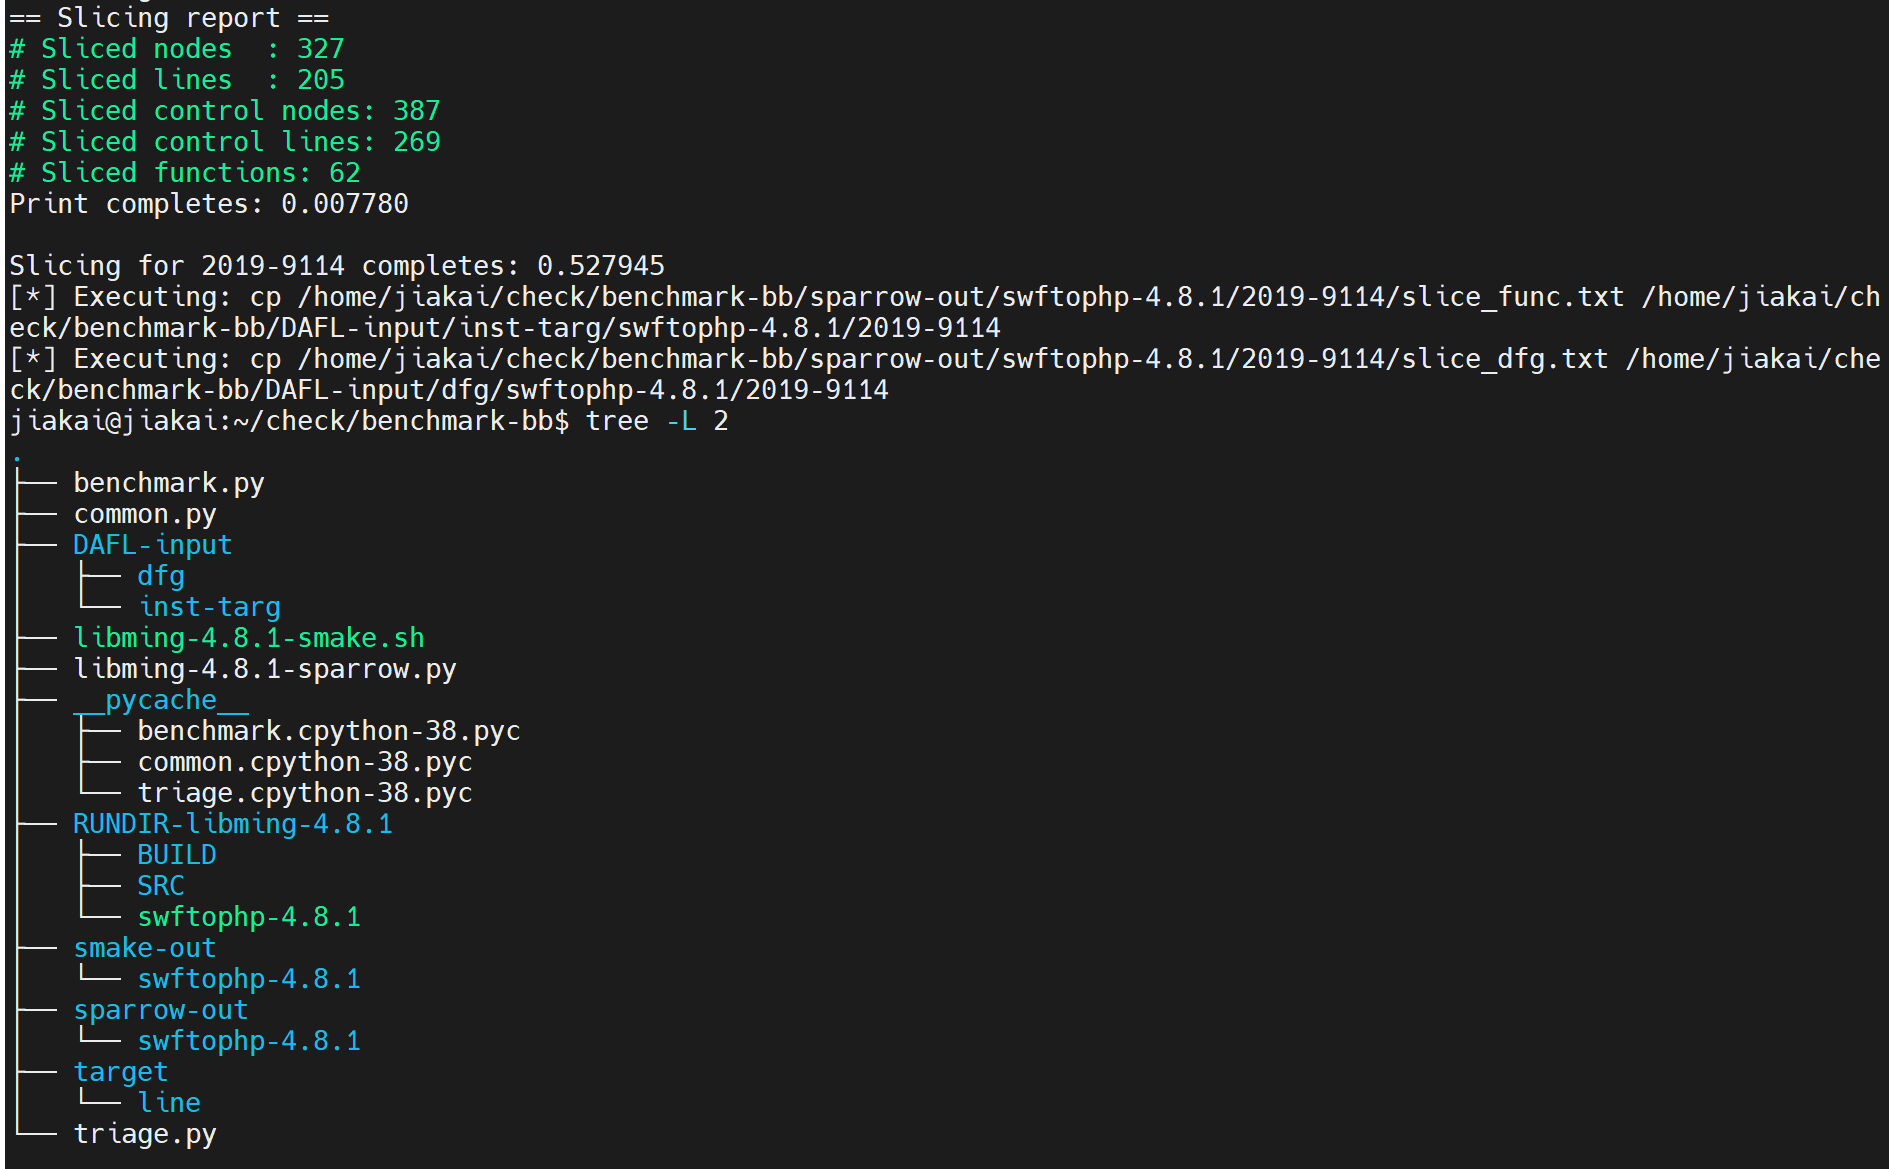 == Slicing report ==
# Sliced nodes  : 327
# Sliced lines  : 205
# Sliced control nodes: 387
# Sliced control lines: 269
# Sliced functions: 62
Print completes: 0.007780

Slicing for 2019-9114 completes: 0.527945
[*] Executing: cp /home/jiakai/check/benchmark-bb/sparrow-out/swftophp-4.8.1/2019-9114/slice_func.txt /home/jiakai/ch
eck/benchmark-bb/DAFL-input/inst-targ/swftophp-4.8.1/2019-9114
[*] Executing: cp /home/jiakai/check/benchmark-bb/sparrow-out/swftophp-4.8.1/2019-9114/slice_dfg.txt /home/jiakai/che
ck/benchmark-bb/DAFL-input/dfg/swftophp-4.8.1/2019-9114
jiakai@jiakai:~/check/benchmark-bb$ tree -L 2
.
├── benchmark.py
├── common.py
├── DAFL-input
│   ├── dfg
│   └── inst-targ
├── libming-4.8.1-smake.sh
├── libming-4.8.1-sparrow.py
├── __pycache__
│   ├── benchmark.cpython-38.pyc
│   ├── common.cpython-38.pyc
│   └── triage.cpython-38.pyc
├── RUNDIR-libming-4.8.1
│   ├── BUILD
│   ├── SRC
│   └── swftophp-4.8.1
├── smake-out
│   └── swftophp-4.8.1
├── sparrow-out
│   └── swftophp-4.8.1
├── target
│   └── line
└── triage.py